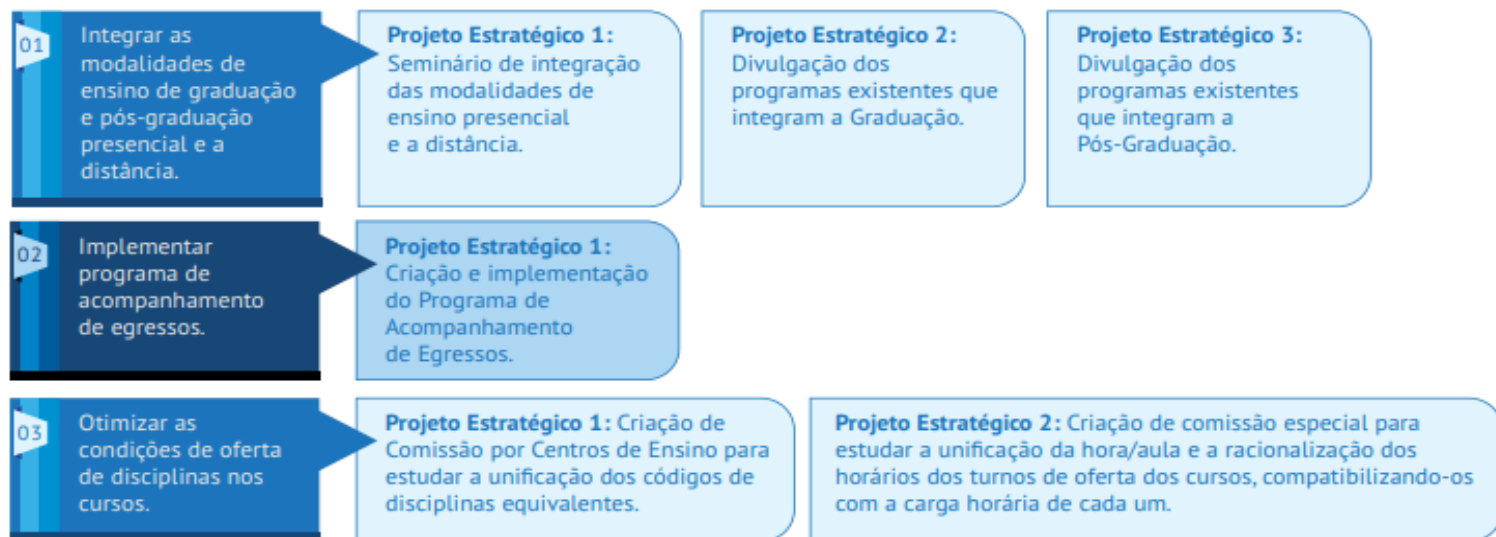 01
Integrar as
modalidades de
ensino de graduação
e pós-graduação
presencial e a
distância.
Projeto Estratégico 1:
Seminário de integração
das modalidades de
ensino presencial
e a distância.
Projeto Estratégico 2:
Divulgação dos
programas existentes que
integram a Graduação.
Projeto Estratégico 3:
Divulgação dos
programas existentes
que integram a
Pós-Graduação.
02
Implementar
programa de
acompanhamento
de egressos.
Projeto Estratégico 1:
Criação e implementação
do Programa de
Acompanhamento
de Egressos.
03
Otimizar as
condições de oferta
de disciplinas nos
cursos.
Projeto Estratégico 1: Criação de
Comissão por Centros de Ensino para
estudar a unificação dos códigos de
disciplinas equivalentes.
Projeto Estratégico 2: Criação de comissão especial para
estudar a unificação da hora/aula e a racionalização dos
horários dos turnos de oferta dos cursos, compatibilizando-os
com a carga horária de cada um.